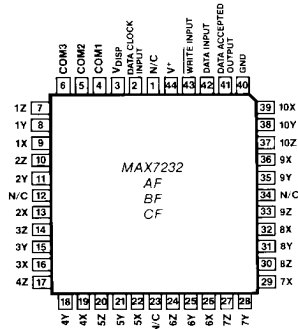 COM3
COM2
COM1
VDISP
DATA CLOCK
INPUT
N/C
V+
WRITE INPUT
DATA INPUT
DATA ACCEPTED
OUTPUT
GND
6 5 4 3 2 1 44 43 42 41 40
1Z 7
1Y 8
1X 9
2Z 10
2Y 11
N/C 12
2X 13
3Z 14
3Y 15
3X 16
4Z 17
MAX7232
AF
BF
CF
39 10X
38 10Y
37 10Z
36 9X
35 9Y
34 N/C
33 9Z
32 8X
31 8Y
30 8Z
29 7X
18 19 20 21 22 23 24 25 26 27 28
4Y
4X
5Z
5Y
5X
N/C
6Z
6Y
6X
7Z
7Y